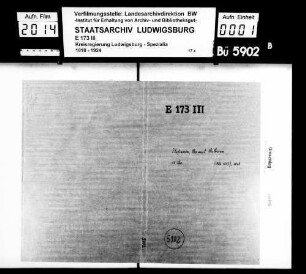 Aufn. Film
2014
Verfilmungsstelle: Landesarchivdirektion BW
-Institut für Erhaltung von Archiv- und Bibliotheksgut-
STAATSARCHIV LUDWIGSBURG
E 173 III
Kreisregierung Ludwigsburg - Spezialia
1818 - 1924
Aufn. Einheit
0001
Bü 5902
B
E 173 III
5902